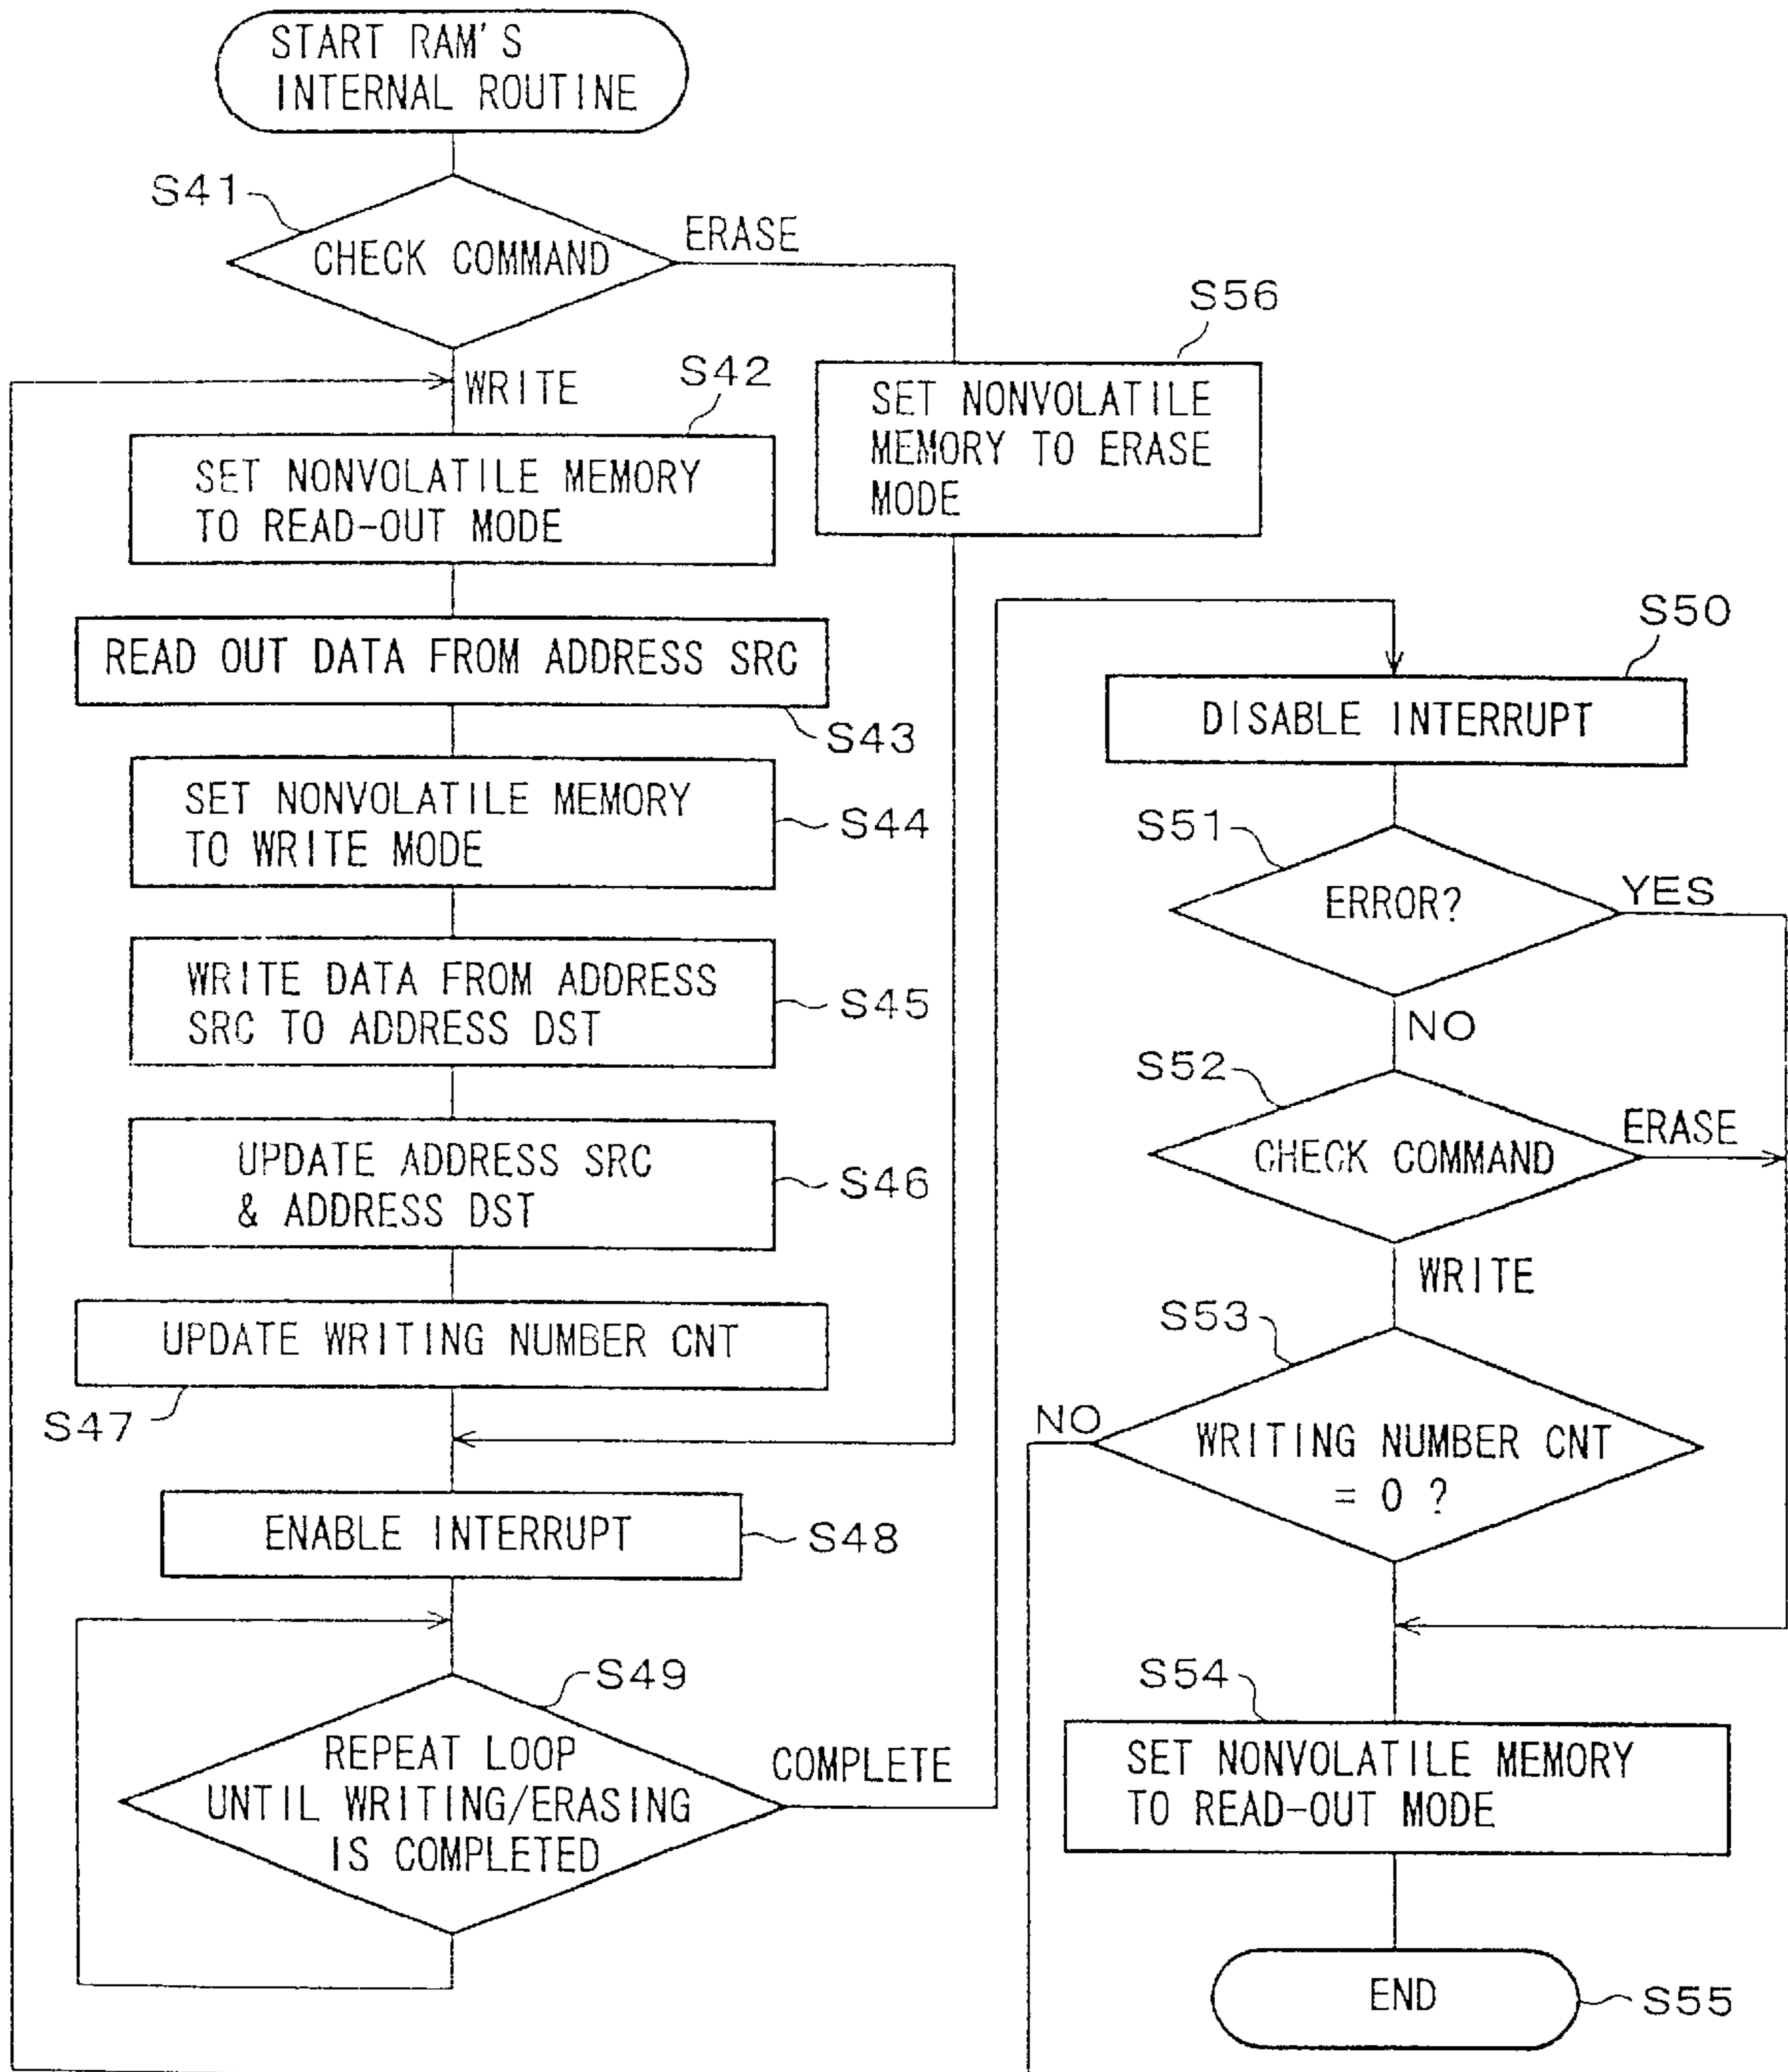 START RAM'S
INTERNAL ROUTINE
S41
CHECK COMMAND
ERASE
WRITE
S42
SET NONVOLATILE MEMORY
TO READ-OUT MODE
READ OUT DATA FROM ADDRESS SRC
S43
SET NONVOLATILE MEMORY
TO WRITE MODE
S44
WRITE DATA FROM ADDRESS
SRC TO ADDRESS DST
S45
UPDATE ADDRESS SRC
& ADDRESS DST
S46
UPDATE WRITING NUMBER CNT
S47
ENABLE INTERRUPT
S48
S49
REPEAT LOOP
UNTIL WRITING/ERASING
IS COMPLETED
COMPLETE
S56
SET NONVOLATILE
MEMORY TO ERASE
MODE
S50
DISABLE INTERRUPT
S51
ERROR?
YES
NO
S52
CHECK COMMAND
ERASE
WRITE
S53
NO
WRITING NUMBER CNT
= 0 ?
S54
SET NONVOLATILE MEMORY
TO READ-OUT MODE
END
S55